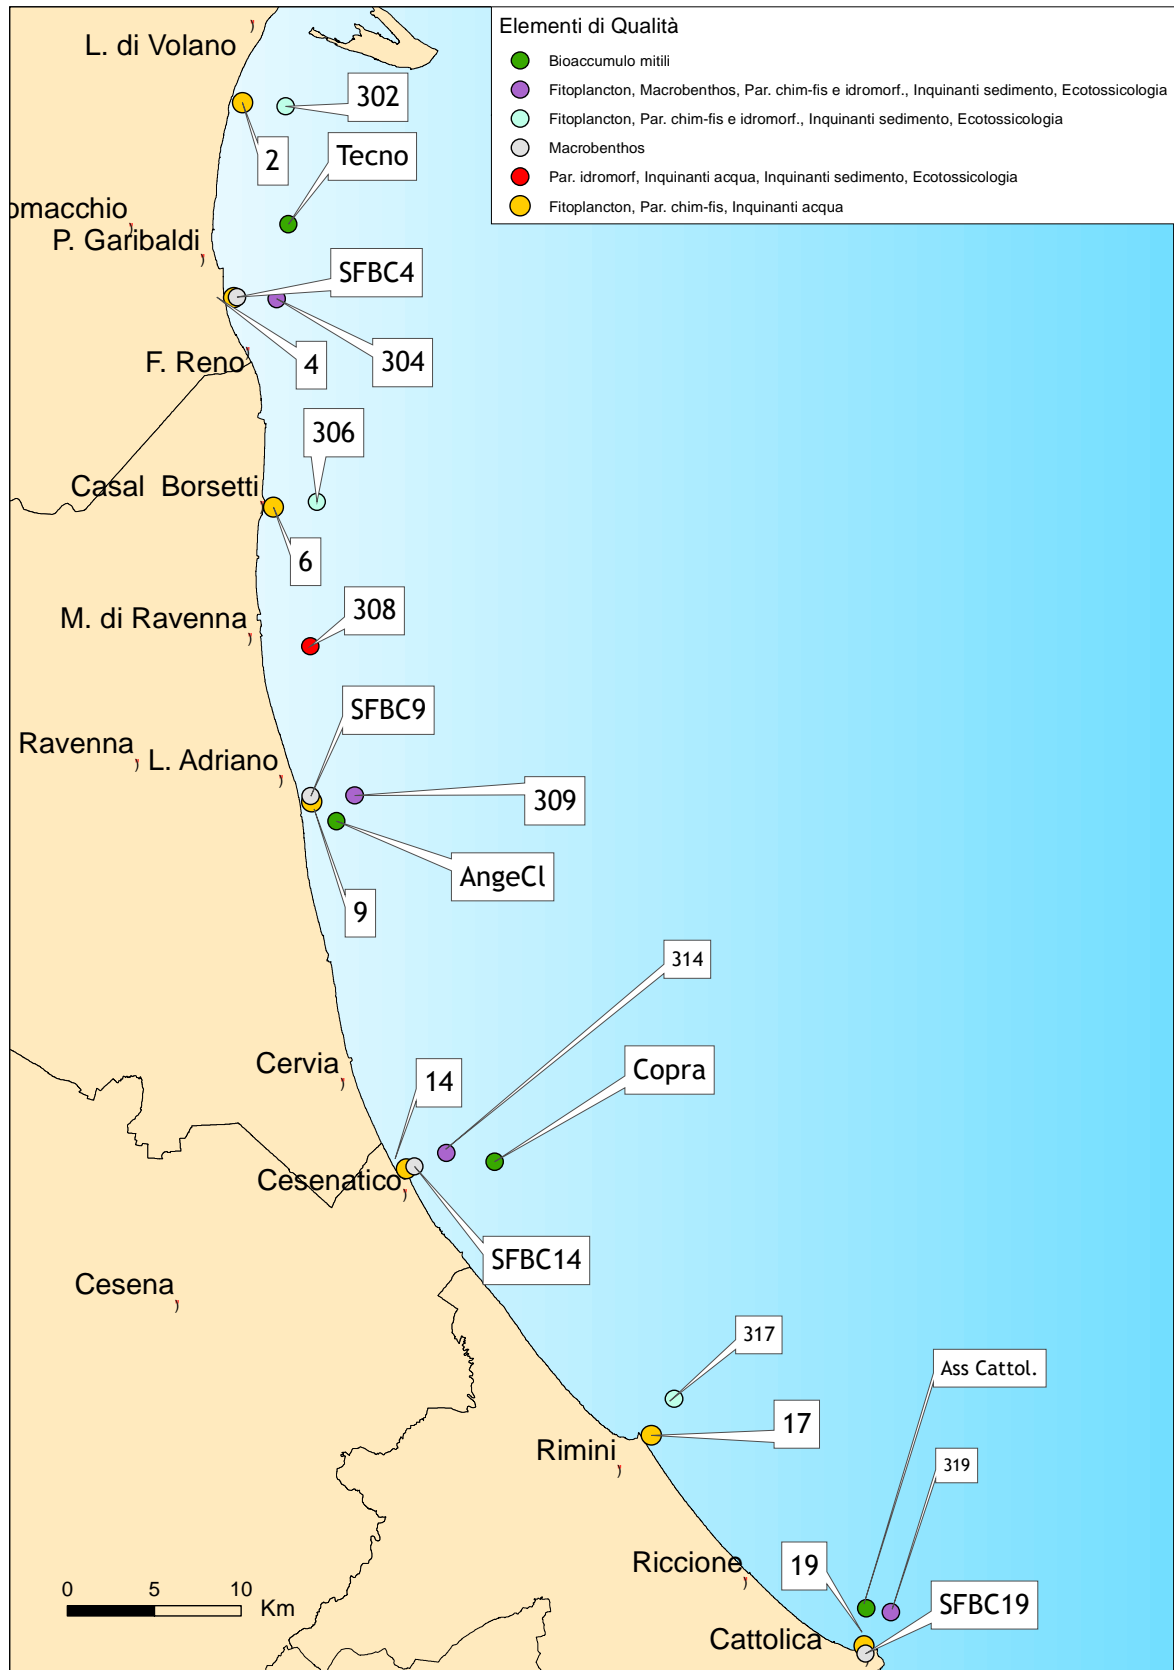 Elementi di Qualità
Bioaccumulo mitili
Fitoplancton, Macrobenthos, Par. chim-fis e idromorf., Inquinanti sedimento, Ecotossicologia
Fitoplancton, Par. chim-fis e idromorf., Inquinanti sedimento, Ecotossicologia
Macrobenthos
Par. idromorf, Inquinanti acqua, Inquinanti sedimento, Ecotossicologia
Fitoplancton, Par. chim-fis, Inquinanti acqua
L. di Volano
302
2
Tecno
omacchio
P. Garibaldi
SFBC4
4
304
F. Reno
306
Casal Borsetti
6
308
M. di Ravenna
SFBC9
Ravenna
L. Adriano
309
AngeCl
9
314
Cervia
14
Copra
Cesenatico
SFBC14
Cesena
317
Ass Cattol.
17
Rimini
319
Riccione
19
SFBC19
Cattolica
0 5 10
Km